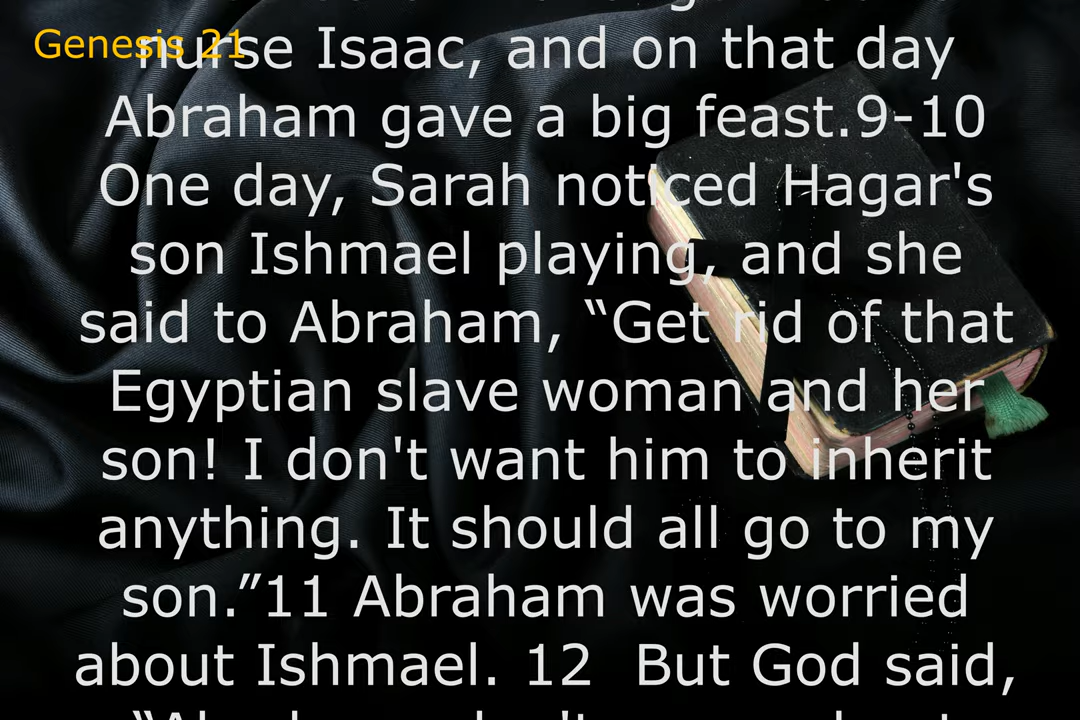 Genesis 21
nurse Isaac, and on that day
Abraham gave a big feast.9-10
One day, Sarah noticed Hagar's
son Ishmael playing, and she
said to Abraham, “Get rid of that
Egyptian slave woman and her
son! I don't want him to inherit
anything. It should all go to my
son.”11 Abraham was worried
about Ishmael. 12  But God said,